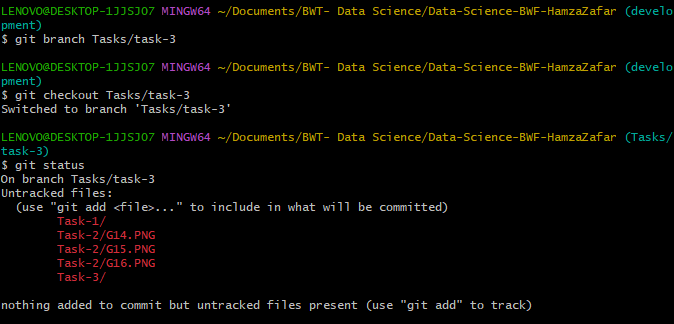 LENOVO@DESKTOP-1JJSJO7 MINGW64 ~/Documents/BWT- Data Science/Data-Science-BWF-HamzaZafar (develo
pment)
$ git branch Tasks/task-3
LENOVO@DESKTOP-1JJSJO7 MINGW64 ~/Documents/BWT- Data Science/Data-Science-BWF-HamzaZafar (develo
pment)
$ git checkout Tasks/task-3
Switched to branch 'Tasks/task-3'
LENOVO@DESKTOP-1JJSJO7 MINGW64 ~/Documents/BWT- Data Science/Data-Science-BWF-HamzaZafar (Tasks/
task-3)
$ git status
On branch Tasks/task-3
Untracked files:
  (use "git add <file>..." to include in what will be committed)
        Task-1/
        Task-2/G14.PNG
        Task-2/G15.PNG
        Task-2/G16.PNG
        Task-3/
nothing added to commit but untracked files present (use "git add" to track)